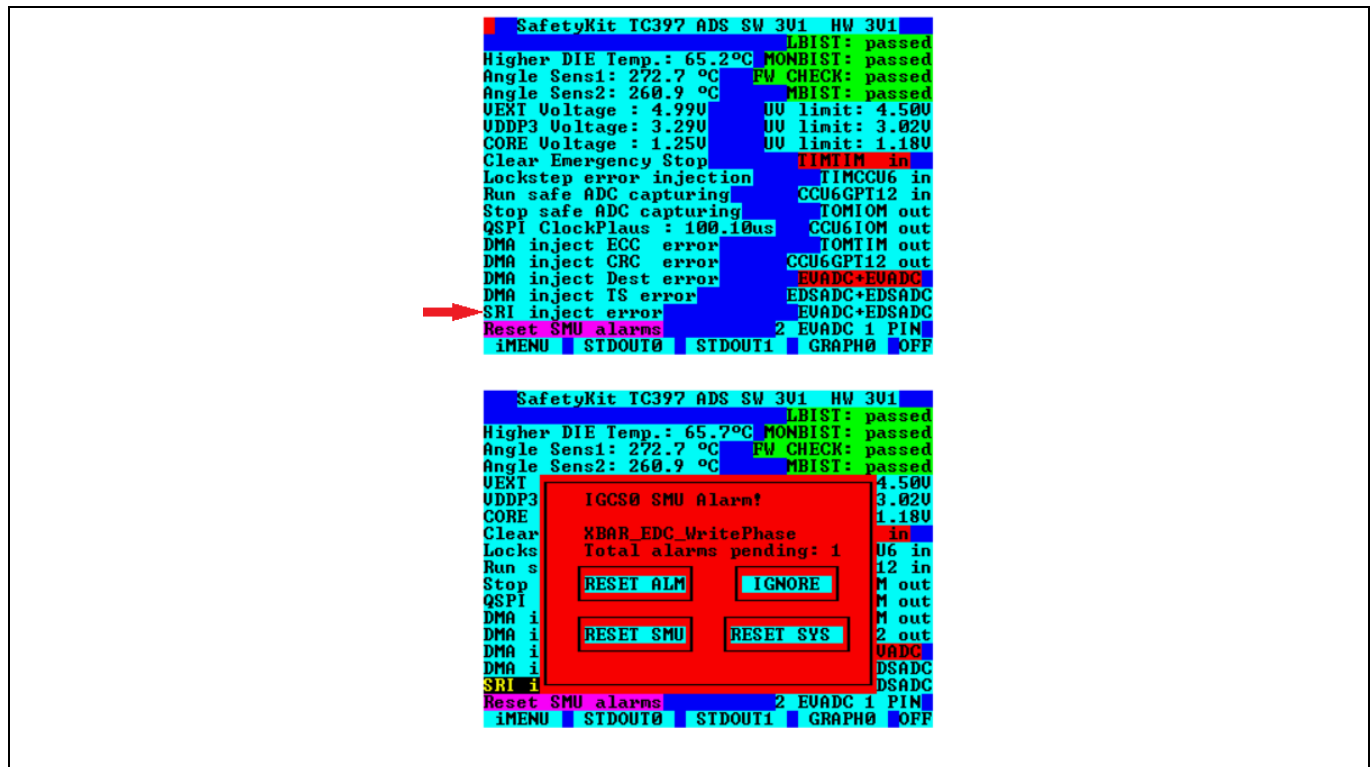 SafetyKit TC397 ADS SW 3V1 HW 3V1
LBIST: passed
Higher DIE Temp.: 65.2ºC MONBIST: passed
Angle Sens1: 272.7 ºC FW CHECK: passed
Angle Sens2: 260.9 ºC MBIST: passed
VEXT Voltage : 4.99V UV limit: 4.50V
VDDP3 Voltage: 3.29V UV limit: 3.02V
CORE Voltage : 1.25V UV limit: 1.18V
Clear Emergency Stop TIMTIM in
Lockstep error injection TIMCCU6 in
Run safe ADC capturing CCU6GPT12 in
Stop safe ADC capturing TOMIOM out
QSPI ClockPlaus : 100.10us CCU6IOM out
DMA inject ECC error TOMTIM out
DMA inject CRC error CCU6GPT12 out
DMA inject Dest error EVADC+EVADC
DMA inject TS error EDSADC+EDSADC
SRI inject error EVADC+EDSADC
Reset SMU alarms 2 EVADC 1 PIN
iMENU STDOUT0 STDOUT1 GRAPH0 OFF
SafetyKit TC397 ADS SW 3V1 HW 3V1
LBIST: passed
Higher DIE Temp.: 65.7ºC MONBIST: passed
Angle Sens1: 272.7 ºC FW CHECK: passed
Angle Sens2: 260.9 ºC MBIST: passed
VEXT 4.50V
VDDP3 IGCS0 SMU Alarm! 3.02V
CORE 1.18V
Clear XBAR_EDC_WritePhase in
Locks Total alarms pending: 1 U6 in
Run s 12 in
Stop RESET ALM IGNORE M out
QSPI M out
DMA i M out
DMA i RESET SMU RESET SYS 2 out
DMA i VADC
DMA i DSADC
SRI i DSADC
Reset SMU alarms 2 EVADC 1 PIN
iMENU STDOUT0 STDOUT1 GRAPH0 OFF